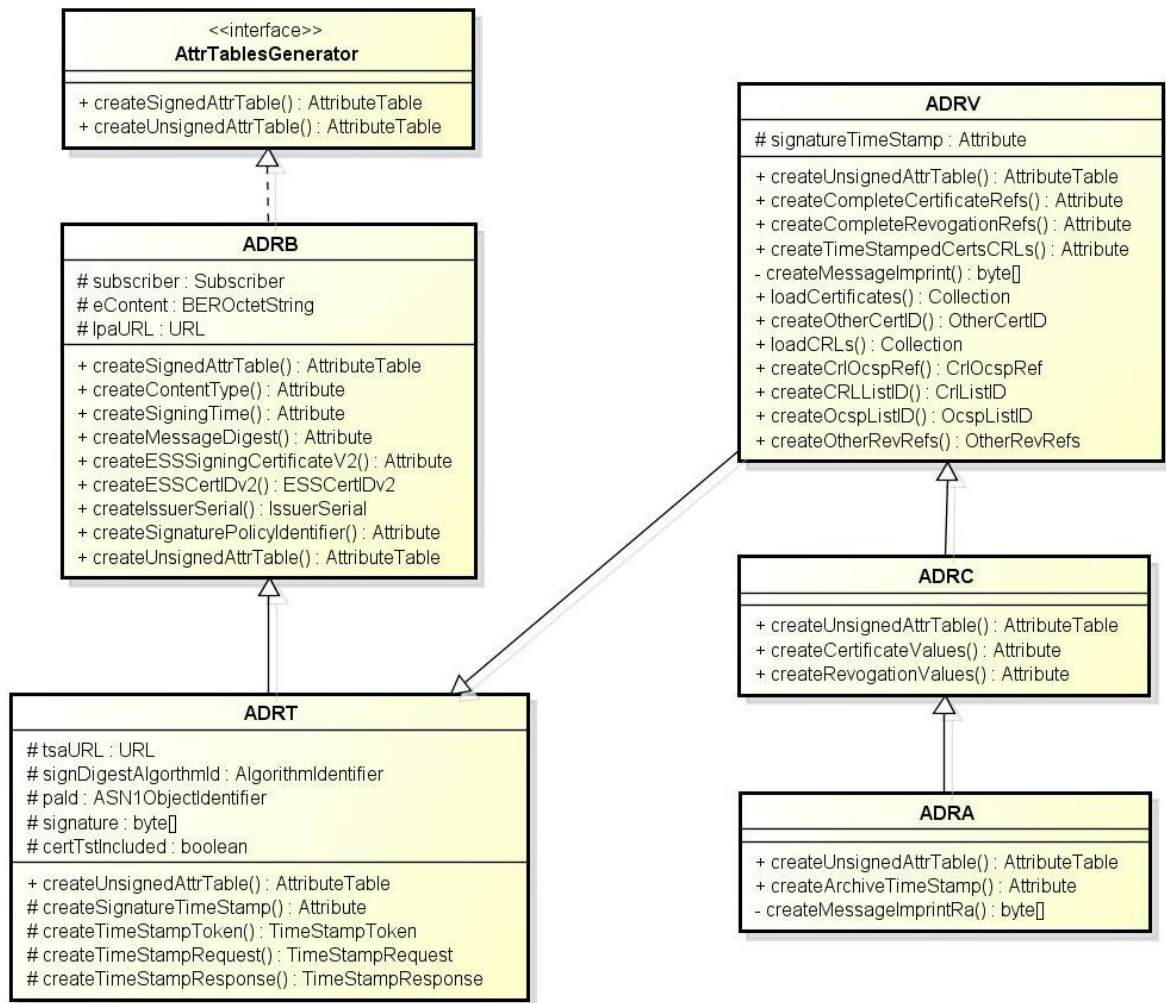 <<interface>>
AttrTablesGenerator
+ createSignedAttrTable() : AttributeTable
+ createUnsignedAttrTable() : AttributeTable
ADRB
# subscriber : Subscriber
# eContent : BEROctetString
# lpaURL : URL
+ createSignedAttrTable() : AttributeTable
+ createContentType() : Attribute
+ createSigningTime() : Attribute
+ createMessageDigest() : Attribute
+ createESSSigningCertificateV2() : Attribute
+ createESSCertIDv2() : ESSCertIDv2
+ createIssuerSerial() : IssuerSerial
+ createSignaturePolicyIdentifier() : Attribute
+ createUnsignedAttrTable() : AttributeTable
ADRT
# tsaURL : URL
# signDigestAlgorthmId : AlgorithmIdentifier
# paId : ASN1ObjectIdentifier
# signature : byte[]
# certTstIncluded : boolean
+ createUnsignedAttrTable() : AttributeTable
# createSignatureTimeStamp() : Attribute
# createTimeStampToken() : TimeStampToken
# createTimeStampRequest() : TimeStampRequest
# createTimeStampResponse() : TimeStampResponse
ADRV
# signatureTimeStamp : Attribute
+ createUnsignedAttrTable() : AttributeTable
+ createCompleteCertificateRefs() : Attribute
+ createCompleteRevogationRefs() : Attribute
+ createTimeStampedCertsCRLs() : Attribute
- createMessageImprint() : byte[]
+ loadCertificates() : Collection
+ createOtherCertID() : OtherCertID
+ loadCRLs() : Collection
+ createCrlOcspRef() : CrlOcspRef
+ createCRLListID() : CrlListID
+ createOcspListID() : OcspListID
+ createOtherRevRefs() : OtherRevRefs
ADRC
+ createUnsignedAttrTable() : AttributeTable
+ createCertificateValues() : Attribute
+ createRevogationValues() : Attribute
ADRA
+ createUnsignedAttrTable() : AttributeTable
+ createArchiveTimeStamp() : Attribute
- createMessageImprintRa() : byte[]